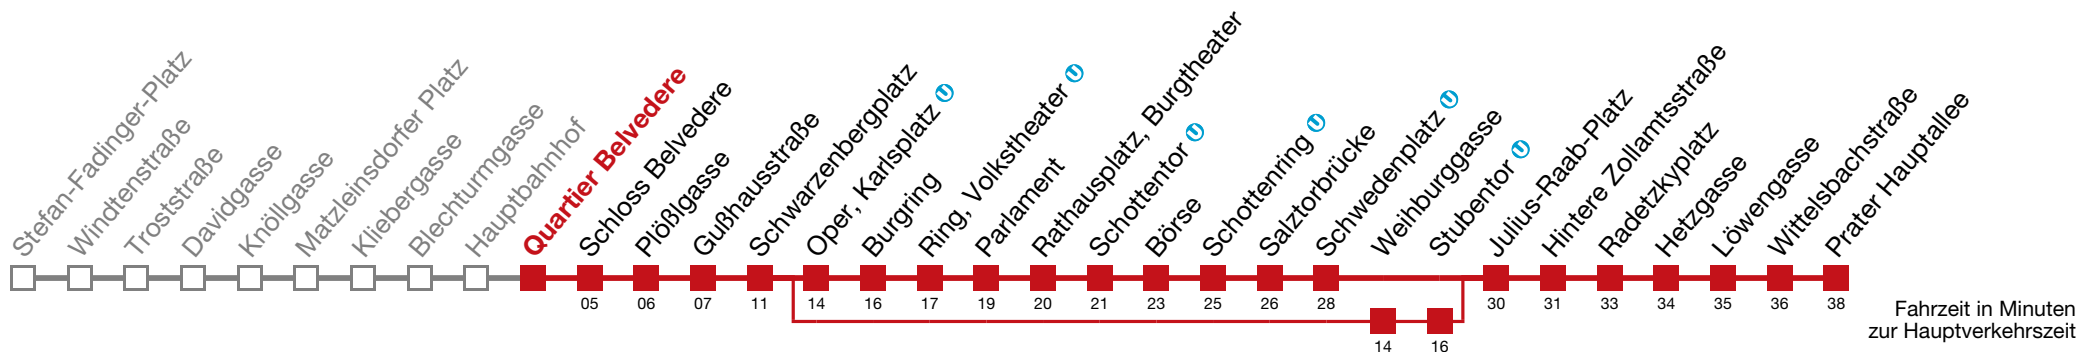 Stefan-Fadinger-Platz
Windtenstraße
Troststraße
Davidgasse
Knöllgasse
Matzleinsdorfer Platz
Kliebergasse
Blechturmgasse
Hauptbahnhof
Quartier Belvedere
Schloss Belvedere
Plößlgasse
Gußhausstraße
Schwarzenbergplatz
Oper, Karlsplatz U
Burgring
Ring, Volkstheater U
Parlament
Rathausplatz, Burgtheater
Schottentor U
Börse
Schottenring U
Salztorbrücke
Schwedenplatz U
Weihburggasse
Stubentor U
Julius-Raab-Platz
Hintere Zollamtsstraße
Radetzkyplatz
Hetzgasse
Löwengasse
Wittelsbachstraße
Prater Hauptallee
05 06 07 11 14 16 17 19 20 21 23 25 26 28 30 31 33 34 35 36 38
14 16
Fahrzeit in Minuten
zur Hauptverkehrszeit